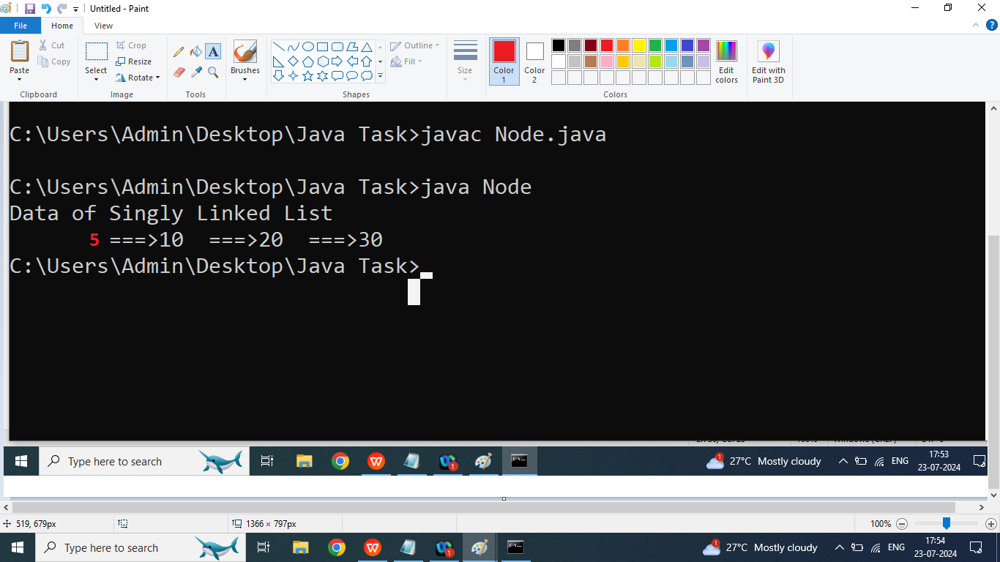 Untitled - Paint
File Home View
Paste Cut Copy Clipboard
Select Crop Resize Rotate Image
Tools
Brushes
Shapes Outline Fill
Size
Color 1 Color 2 Colors
Edit colors
Edit with Paint 3D
C:\Users\Admin\Desktop\Java Task>javac Node.java
C:\Users\Admin\Desktop\Java Task>java Node
Data of Singly Linked List
5 ===>10 ===>20 ===>30
C:\Users\Admin\Desktop\Java Task>
Type here to search 1 27°C Mostly cloudy ENG 17:53
23-07-2024
519, 679px 1366 × 797px 100%
Type here to search 1 27°C Mostly cloudy ENG 17:54
23-07-2024